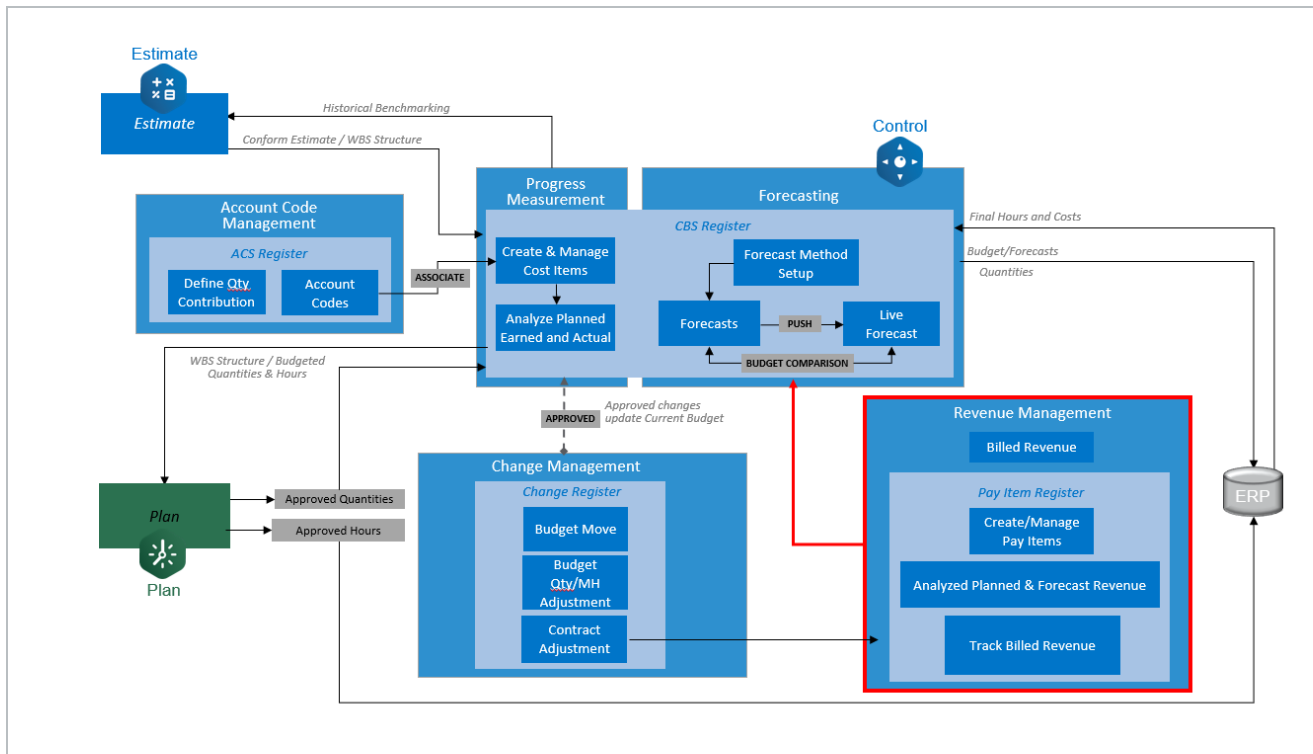 Estimate
Estimate
Historical Benchmarking
Conform Estimate / WBS Structure
Control
Account Code
Management
ACS Register
Define Qty
Contribution
Account
Codes
ASSOCIATE
Progress
Measurement
Forecasting
CBS Register
Create & Manage
Cost Items
Analyze Planned
Earned and Actual
Forecast Method
Setup
Forecasts
PUSH
Live
Forecast
BUDGET COMPARISON
Final Hours and Costs
Budget/Forecasts
Quantities
WBS Structure / Budgeted
Quantities & Hours
APPROVED
Approved changes
update Current Budget
Plan
Plan
Approved Quantities
Approved Hours
Change Management
Change Register
Budget Move
Budget
Qty/MH
Adjustment
Contract
Adjustment
Revenue Management
Billed Revenue
Pay Item Register
Create/Manage
Pay Items
Analyzed Planned & Forecast Revenue
Track Billed Revenue
ERP